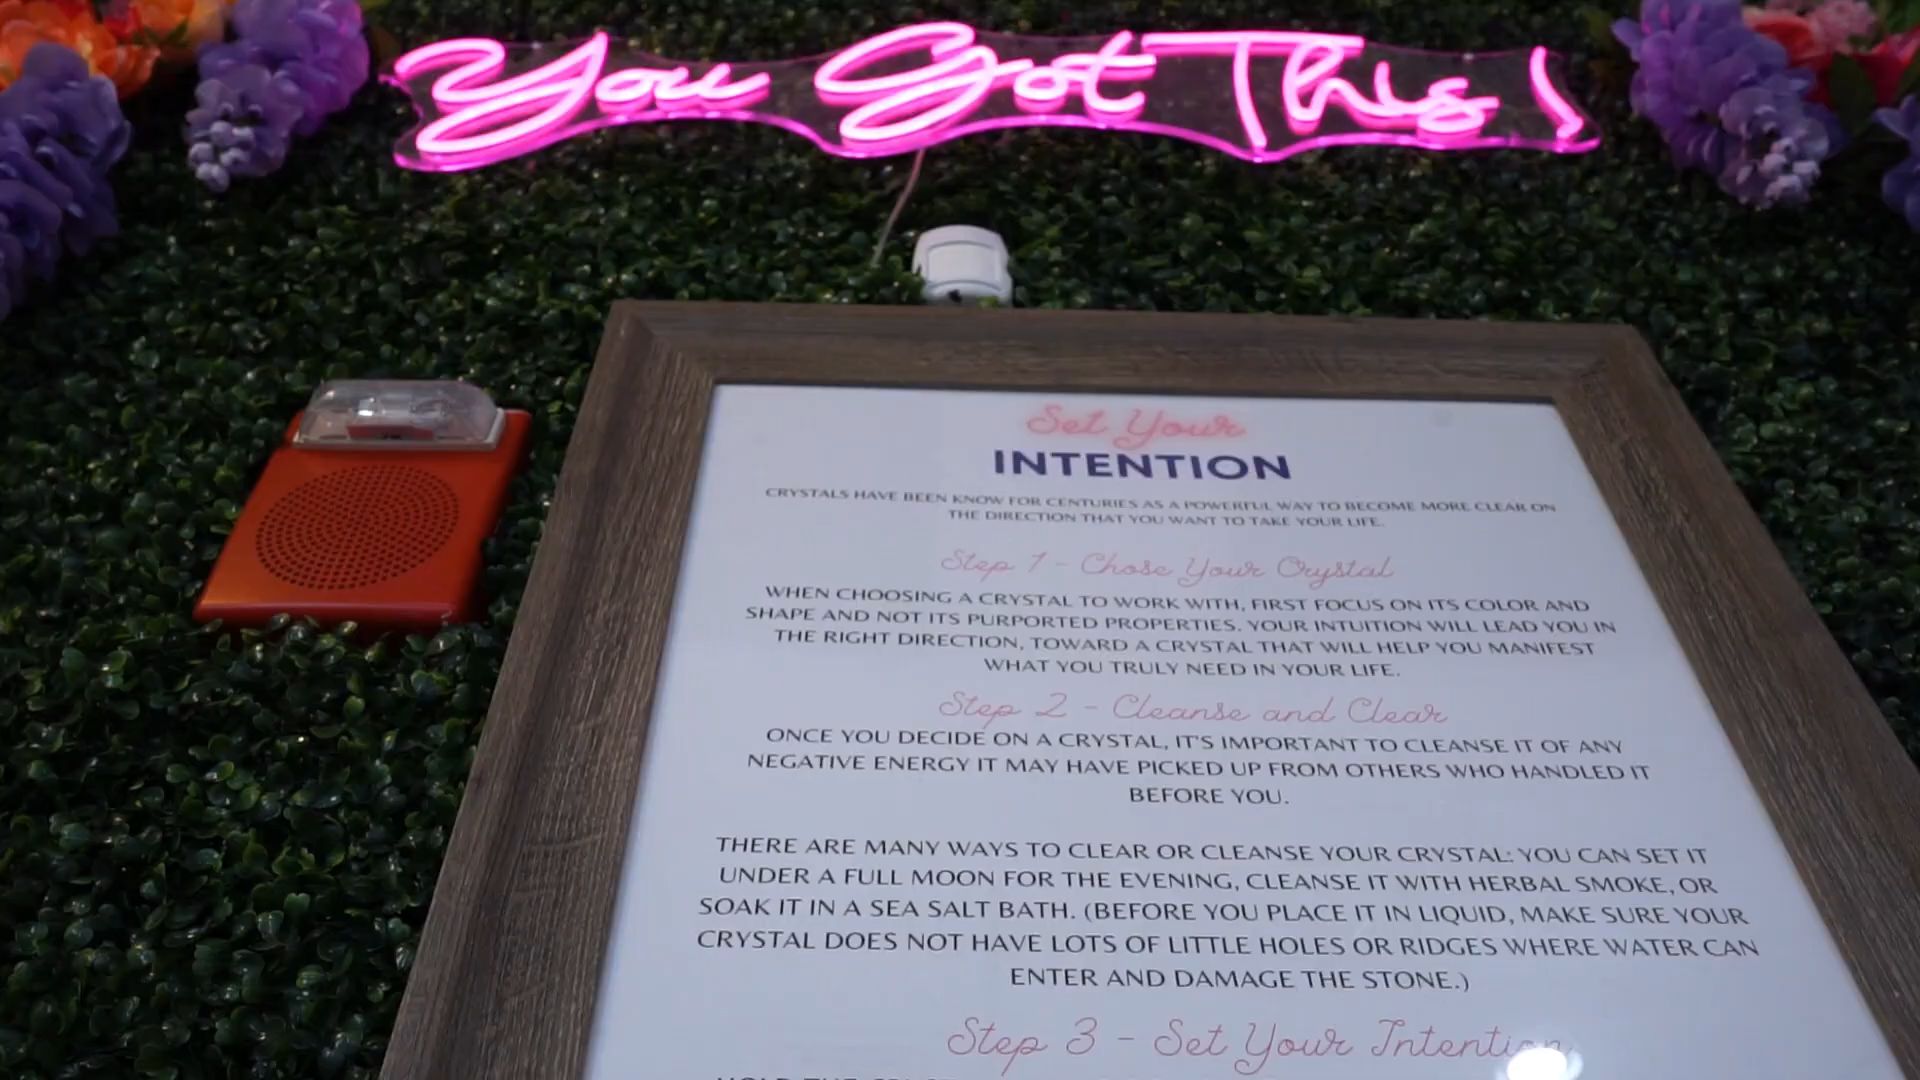 You Got This!
Set Your
INTENTION
CRYSTALS HAVE BEEN KNOW FOR CENTURIES AS A POWERFUL WAY TO BECOME MORE CLEAR ON
THE DIRECTION THAT YOU WANT TO TAKE YOUR LIFE.
Step 1 - Chose Your Crystal
WHEN CHOOSING A CRYSTAL TO WORK WITH, FIRST FOCUS ON ITS COLOR AND
SHAPE AND NOT ITS PURPORTED PROPERTIES. YOUR INTUITION WILL LEAD YOU IN
THE RIGHT DIRECTION, TOWARD A CRYSTAL THAT WILL HELP YOU MANIFEST
WHAT YOU TRULY NEED IN YOUR LIFE.
Step 2 - Cleanse and Clear
ONCE YOU DECIDE ON A CRYSTAL, IT'S IMPORTANT TO CLEANSE IT OF ANY
NEGATIVE ENERGY IT MAY HAVE PICKED UP FROM OTHERS WHO HANDLED IT
BEFORE YOU.
THERE ARE MANY WAYS TO CLEAR OR CLEANSE YOUR CRYSTAL: YOU CAN SET IT
UNDER A FULL MOON FOR THE EVENING, CLEANSE IT WITH HERBAL SMOKE, OR
SOAK IT IN A SEA SALT BATH. (BEFORE YOU PLACE IT IN LIQUID, MAKE SURE YOUR
CRYSTAL DOES NOT HAVE LOTS OF LITTLE HOLES OR RIDGES WHERE WATER CAN
ENTER AND DAMAGE THE STONE.)
Step 3 - Set Your Intention